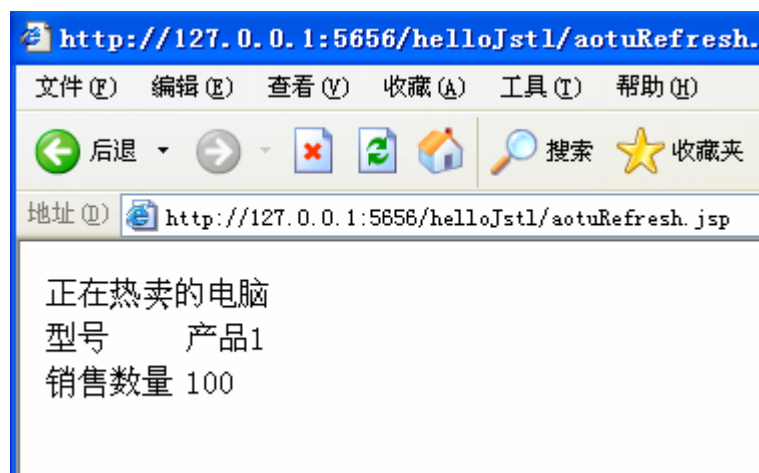 http://127.0.0.1:5656/helloJstl/aotuRefresh.
文件(F) 编辑(E) 查看(V) 收藏(A) 工具(T) 帮助(H)
后退 搜索 收藏夹
地址(D) http://127.0.0.1:5656/helloJstl/aotuRefresh.jsp
正在热卖的电脑
型号 产品1
销售数量 100